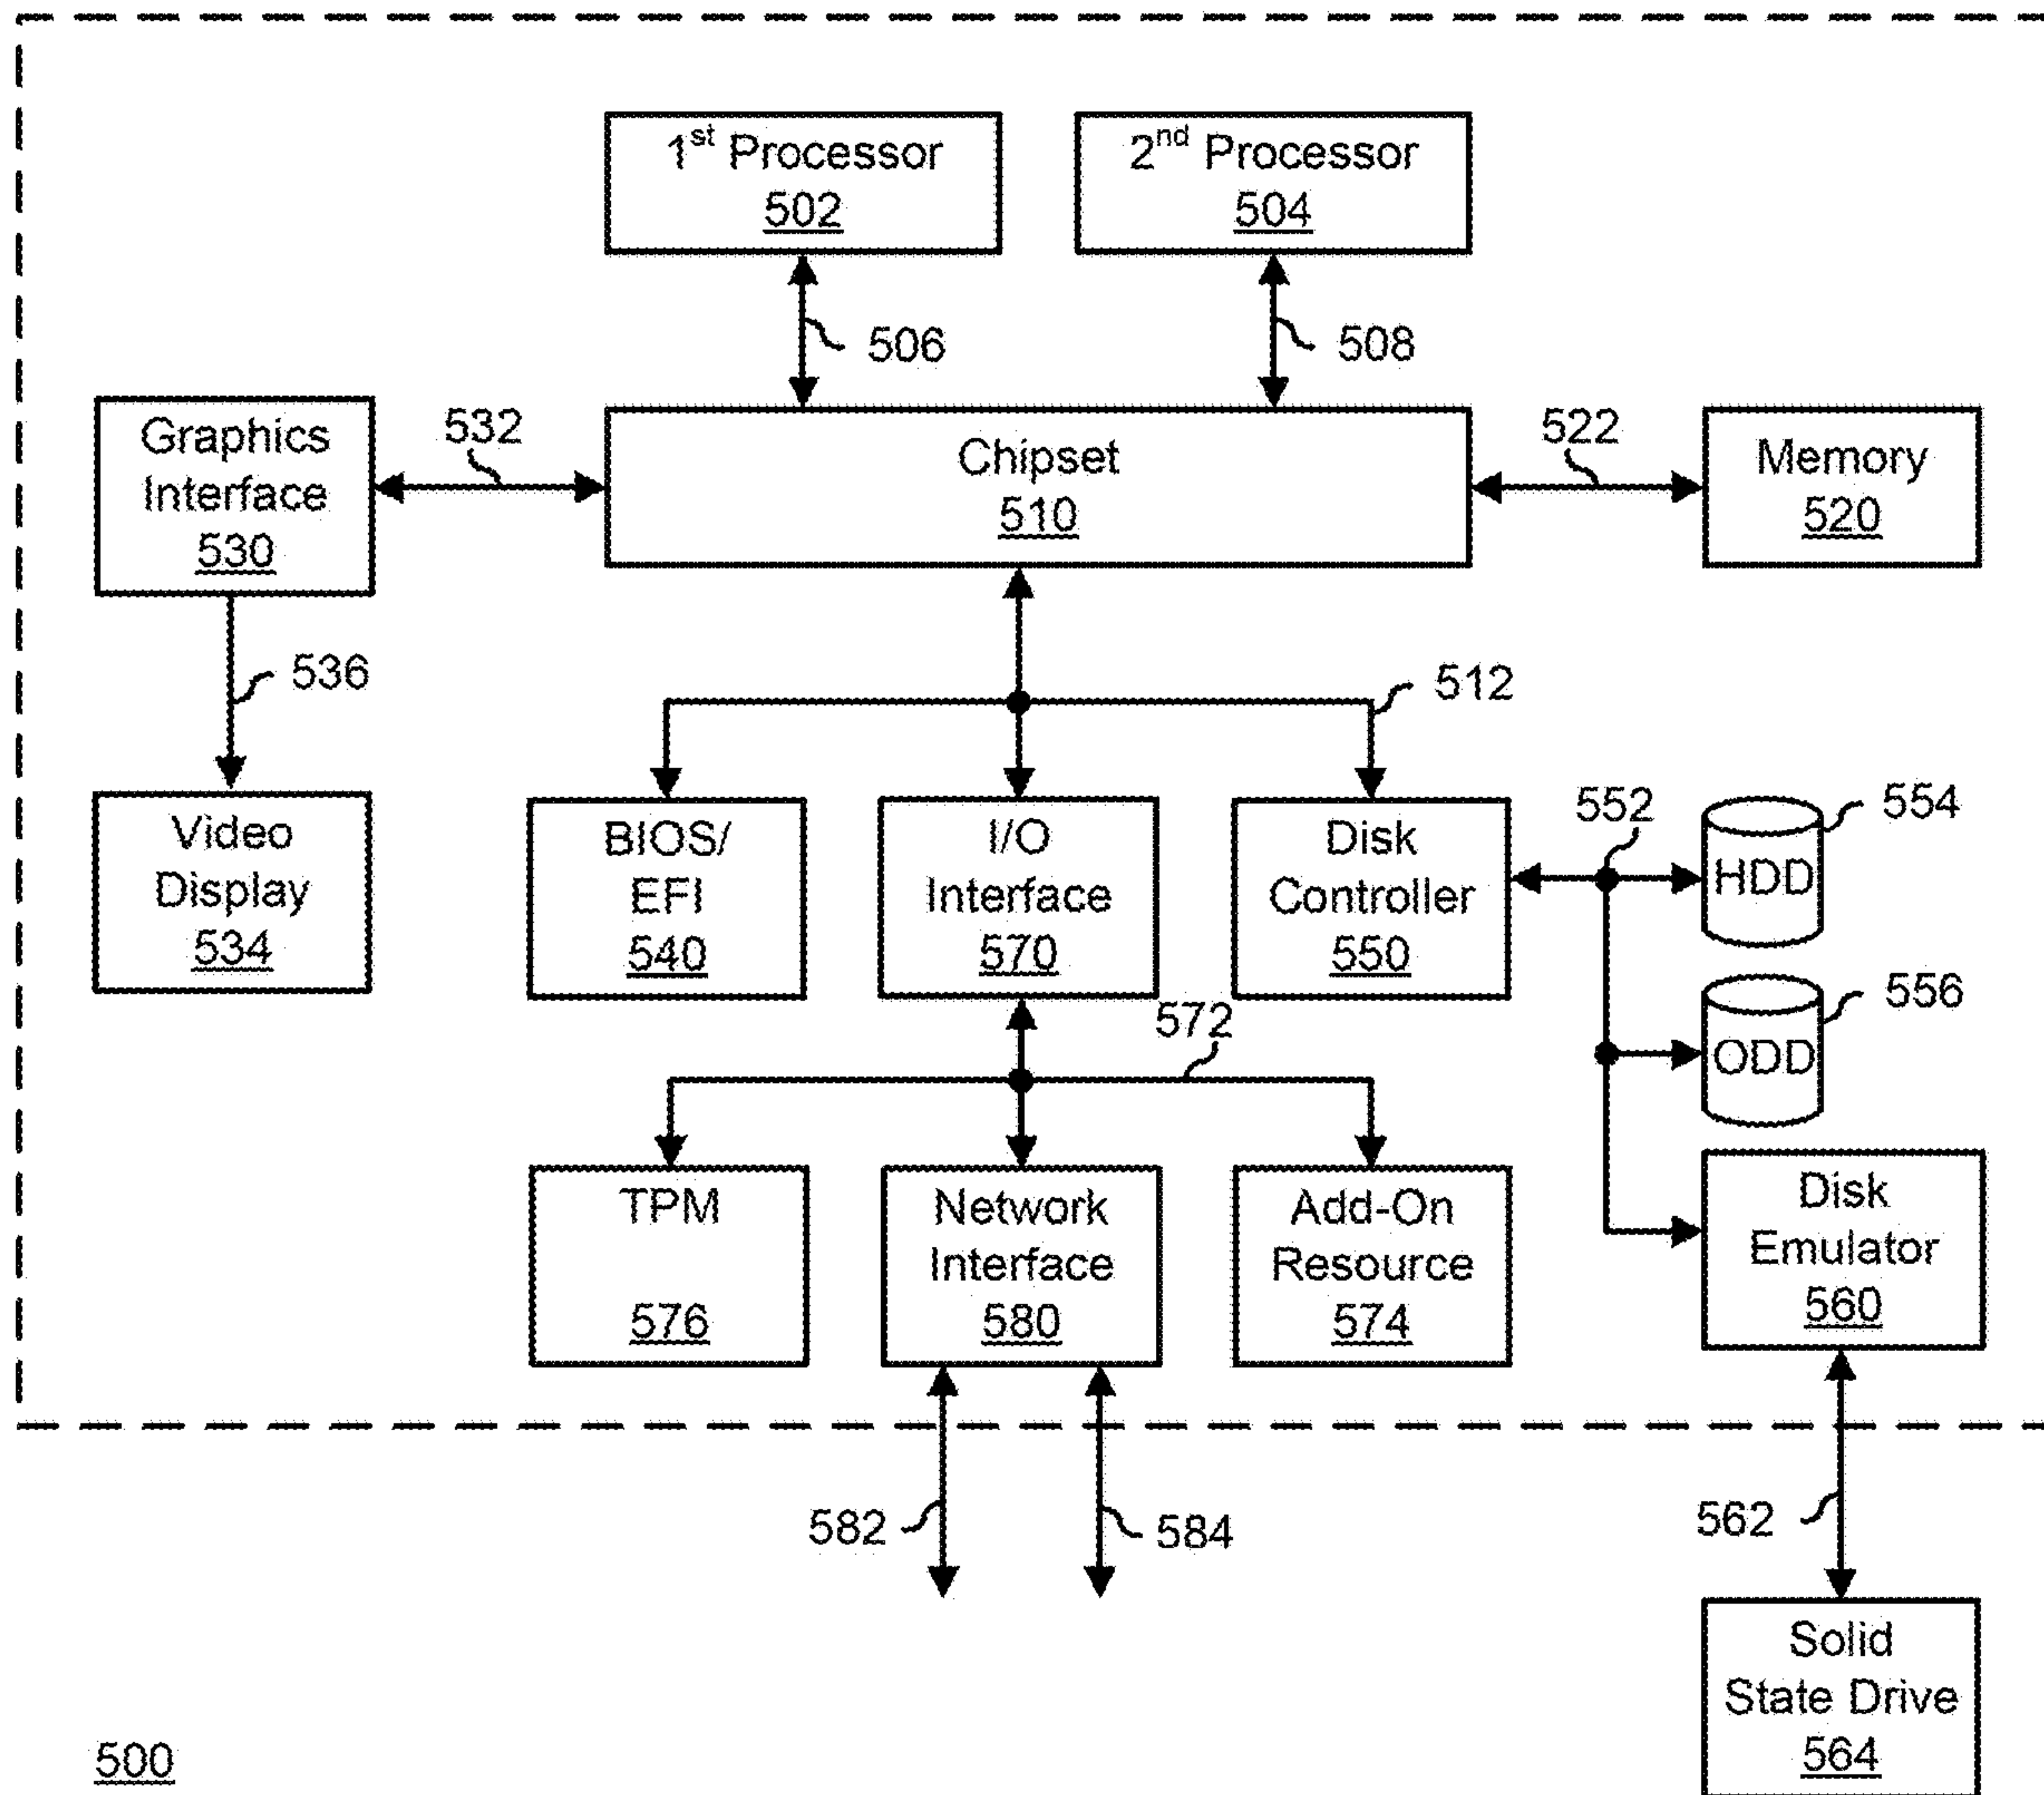 1st Processor
502
2nd Processor
504
506
508
Graphics
Interface
530
532
Chipset
510
522
Memory
520
536
512
Video
Display
534
BIOS/
EFI
540
I/O
Interface
570
Disk
Controller
550
552
554
HDD
556
ODD
572
TPM
576
Network
Interface
580
Add-On
Resource
574
Disk
Emulator
560
582
584
562
Solid
State Drive
564
500